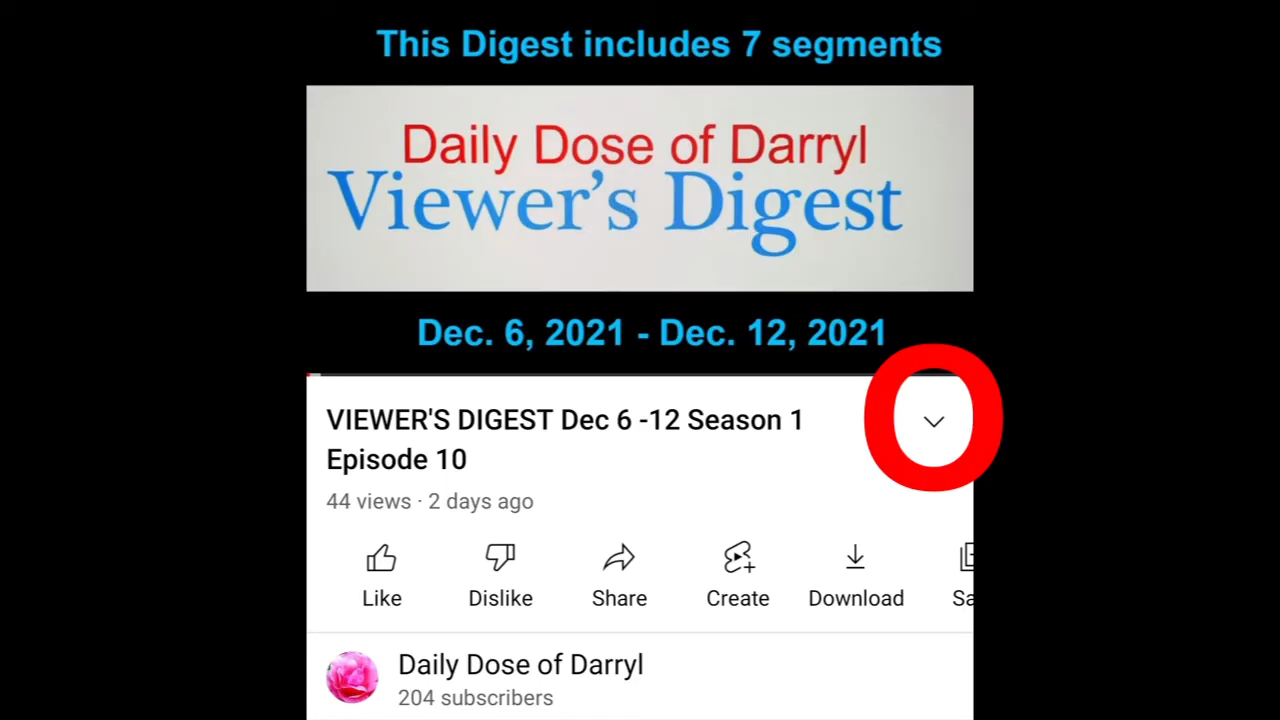 This Digest includes 7 segments
Daily Dose of Darryl
Viewer's Digest
Dec. 6, 2021 - Dec. 12, 2021
VIEWER'S DIGEST Dec 6 -12 Season 1
Episode 10
44 views · 2 days ago
Like Dislike Share Create Download Sa
Daily Dose of Darryl
204 subscribers